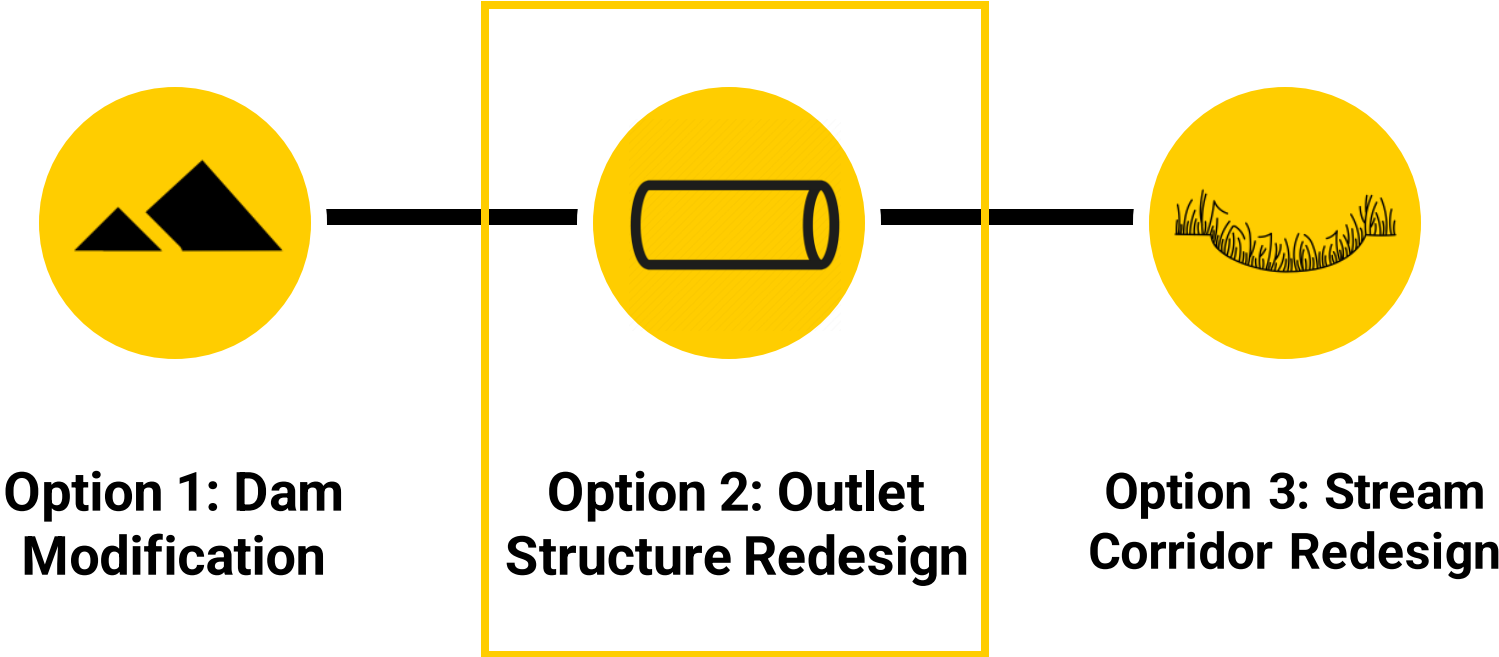 Option 1: Dam
Modification
Option 2: Outlet
Structure Redesign
Option 3: Stream
Corridor Redesign